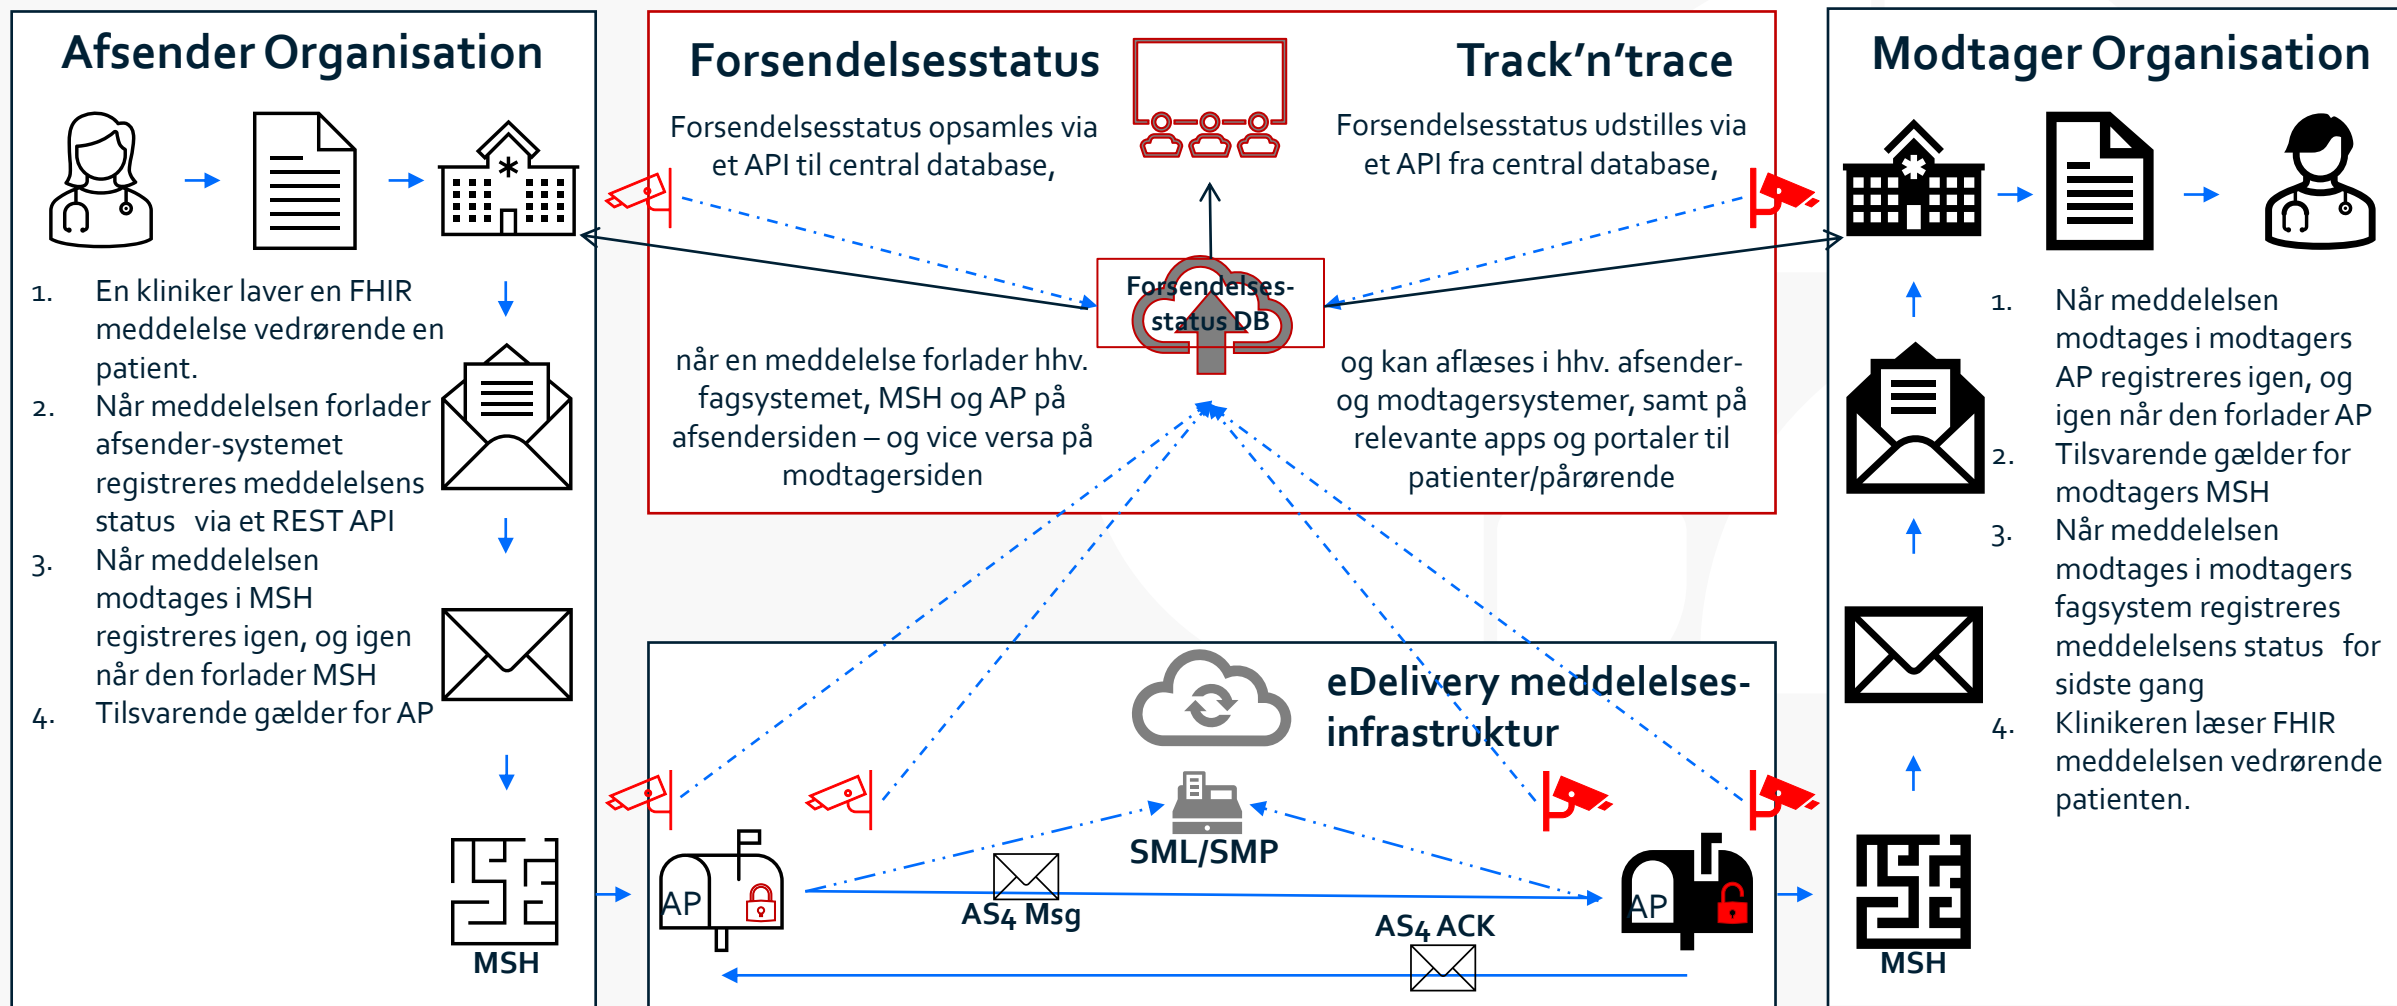 Afsender Organisation
1. En kliniker laver en FHIR
meddelelse vedrørende en
patient.
2. Når meddelelsen forlader
afsender-systemet
registreres meddelelsens
status via et REST API
3. Når meddelelsen
modtages i MSH
registreres igen, og igen
når den forlader MSH
4. Tilsvarende gælder for AP
MSH
Forsendelsesstatus
Forsendelsesstatus opsamles via
et API til central database,
når en meddelelse forlader hhv.
fagsystemet, MSH og AP på
afsendersiden – og vice versa på
modtagersiden
Track'n'trace
Forsendelsesstatus udstilles via
et API fra central database,
og kan aflæses i hhv. afsender-
og modtagersystemer, samt på
relevante apps og portaler til
patienter/pårørende
Forsendelses-
status DB
eDelivery meddelelses-
infrastruktur
SML/SMP
AP
AS4 Msg
AS4 ACK
AP
Modtager Organisation
1. Når meddelelsen
modtages i modtagers
AP registreres igen, og
igen når den forlader AP
2. Tilsvarende gælder for
modtagers MSH
3. Når meddelelsen
modtages i modtagers
fagsystem registreres
meddelelsens status for
sidste gang
4. Klinikeren læser FHIR
meddelelsen vedrørende
patienten.
MSH